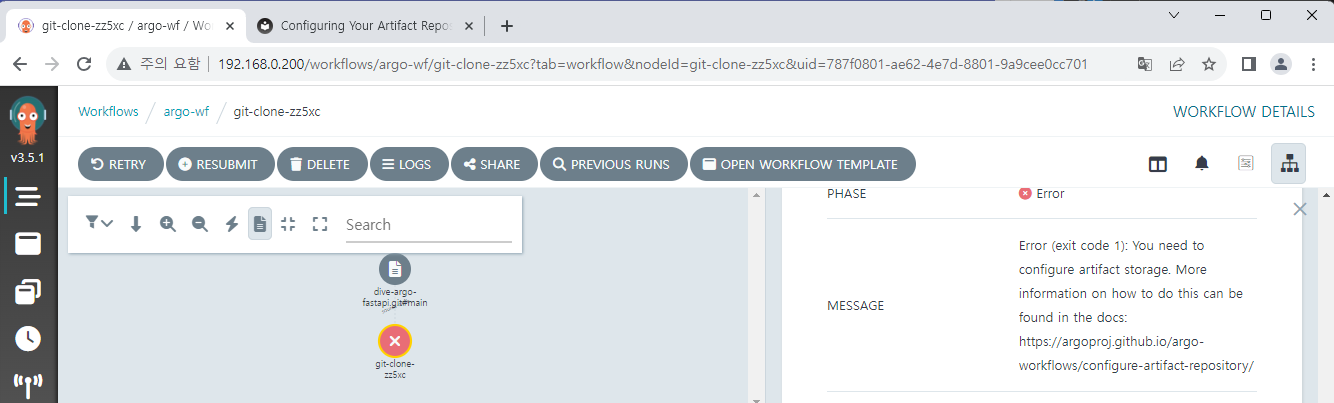 git-clone-zz5xc / argo-wf / Wo
Configuring Your Artifact Repos
주의 요함
192.168.0.200/workflows/argo-wf/git-clone-zz5xc?tab=workflow&nodeId=git-clone-zz5xc&uid=787f0801-ae62-4e7d-8801-9a9cee0cc701
v3.5.1
Workflows
argo-wf
git-clone-zz5xc
WORKFLOW DETAILS
RETRY
RESUBMIT
DELETE
LOGS
SHARE
PREVIOUS RUNS
OPEN WORKFLOW TEMPLATE
Search
dive-argo-
fastapi.git#main
git-clone-
zz5xc
PHASE
Error
MESSAGE
Error (exit code 1): You need to
configure artifact storage. More
information on how to do this can be
found in the docs:
https://argoproj.github.io/argo-
workflows/configure-artifact-repository/